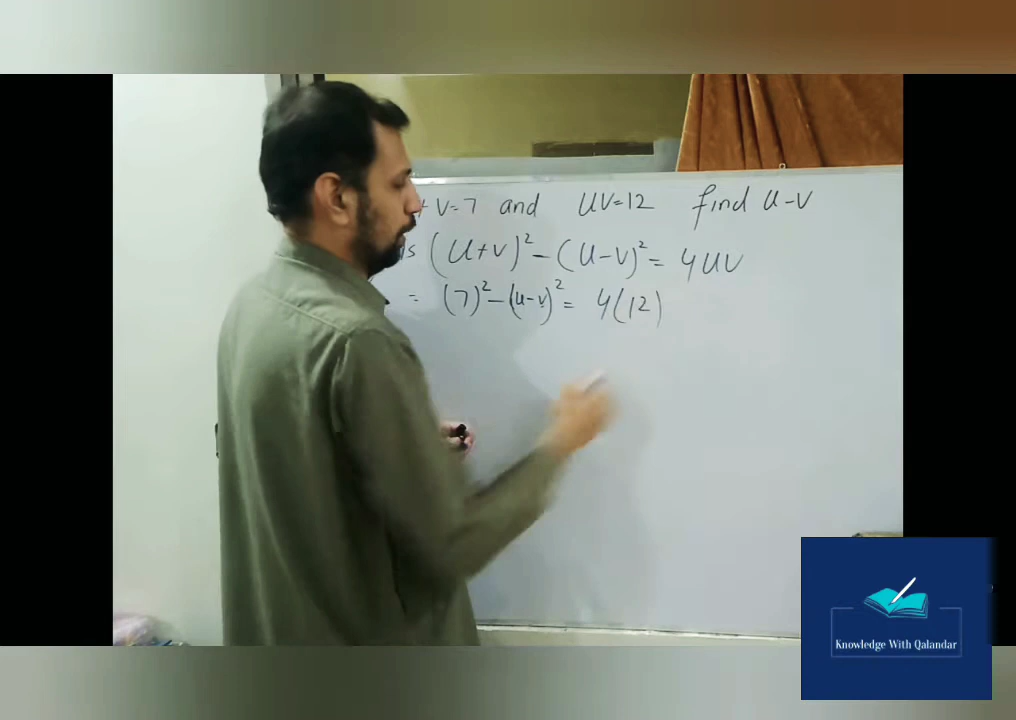 + V=7 and UV=12 find U-V
(U+V)² - (U-V)² = 4UV
= (7)² - (u-v)² = 4(12)
Knowledge With Qalandar